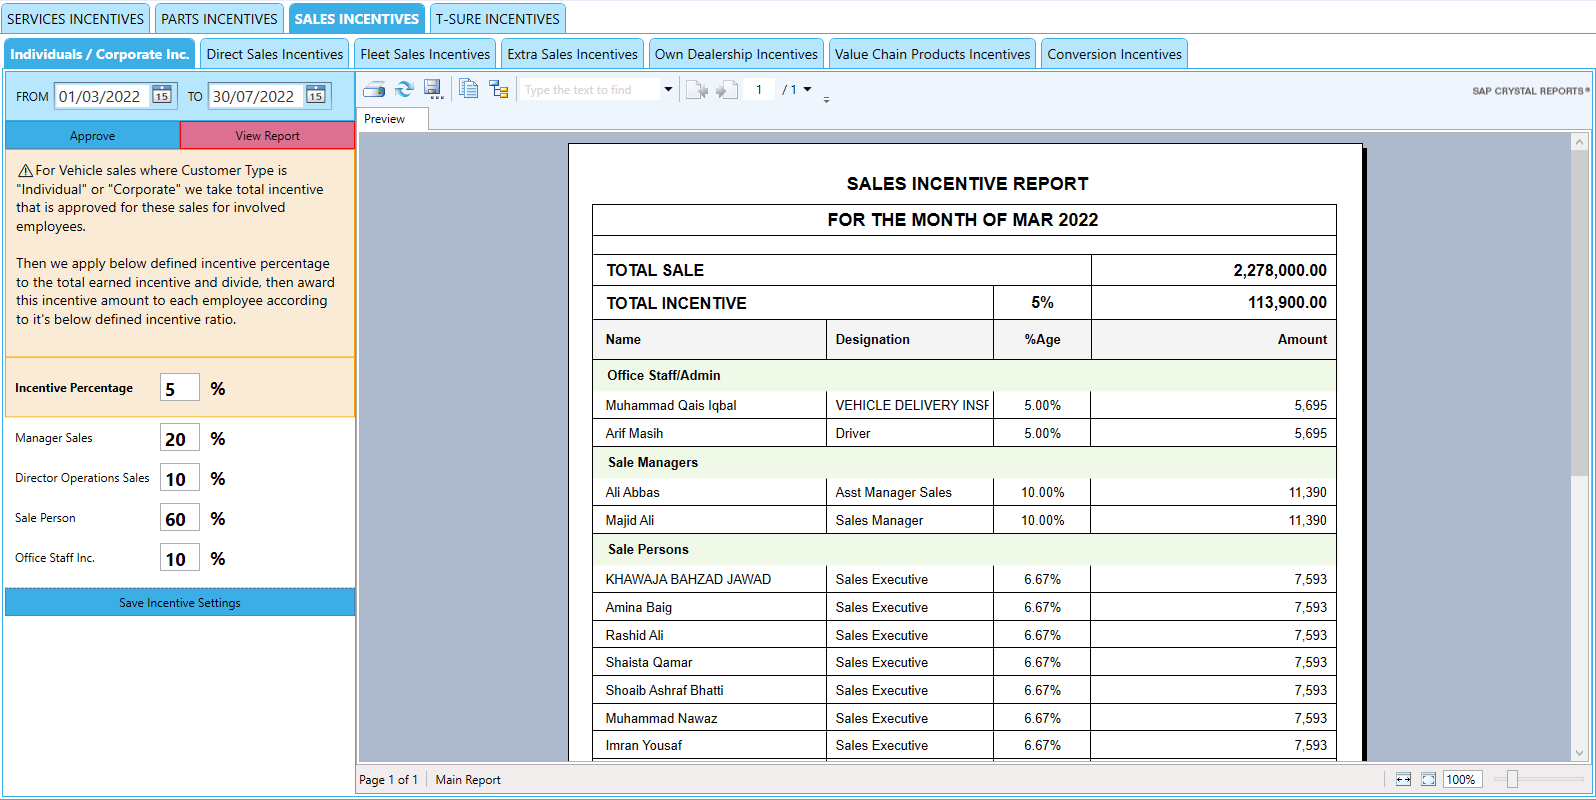 SERVICES INCENTIVES PARTS INCENTIVES SALES INCENTIVES T-SURE INCENTIVES
Individuals / Corporate Inc. Direct Sales Incentives Fleet Sales Incentives Extra Sales Incentives Own Dealership Incentives Value Chain Products Incentives Conversion Incentives
FROM 01/03/2022 15 TO 30/07/2022 15
Approve View Report
For Vehicle sales where Customer Type is
"Individual" or "Corporate" we take total incentive
that is approved for these sales for involved
employees.
Then we apply below defined incentive percentage
to the total earned incentive and divide, then award
this incentive amount to each employee according
to it's below defined incentive ratio.
Incentive Percentage 5 %
Manager Sales 20 %
Director Operations Sales 10 %
Sale Person 60 %
Office Staff Inc. 10 %
Save Incentive Settings
Type the text to find 1 / 1
SAP CRYSTAL REPORTS®
Preview
SALES INCENTIVE REPORT
FOR THE MONTH OF MAR 2022
TOTAL SALE 2,278,000.00
TOTAL INCENTIVE 5% 113,900.00
Name Designation %Age Amount
Office Staff/Admin
Muhammad Qais Iqbal VEHICLE DELIVERY INSF 5.00% 5,695
Arif Masih Driver 5.00% 5,695
Sale Managers
Ali Abbas Asst Manager Sales 10.00% 11,390
Majid Ali Sales Manager 10.00% 11,390
Sale Persons
KHAWAJA BAHZAD JAWAD Sales Executive 6.67% 7,593
Amina Baig Sales Executive 6.67% 7,593
Rashid Ali Sales Executive 6.67% 7,593
Shaista Qamar Sales Executive 6.67% 7,593
Shoaib Ashraf Bhatti Sales Executive 6.67% 7,593
Muhammad Nawaz Sales Executive 6.67% 7,593
Imran Yousaf Sales Executive 6.67% 7,593
Page 1 of 1 Main Report 100%